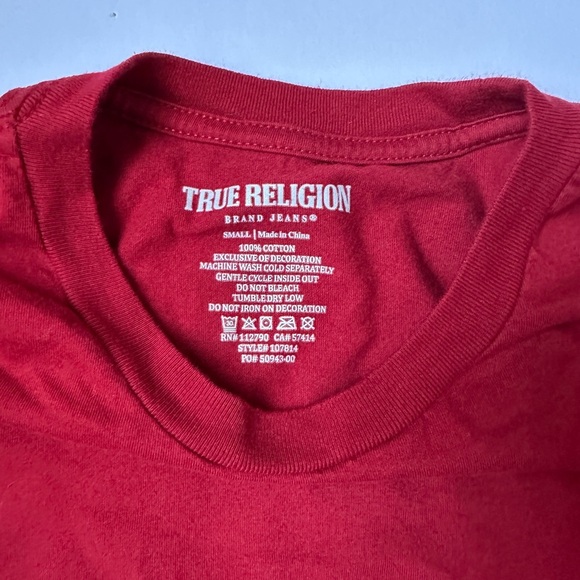 TRUE RELIGION
BRAND JEANS®
SMALL | Made in China
100% COTTON
EXCLUSIVE OF DECORATION
MACHINE WASH COLD SEPARATELY
GENTLE CYCLE INSIDE OUT
DO NOT BLEACH
TUMBLE DRY LOW
DO NOT IRON ON DECORATION
30
RN# 112790 CA# 57414
STYLE# 107814
PO# 50943-00